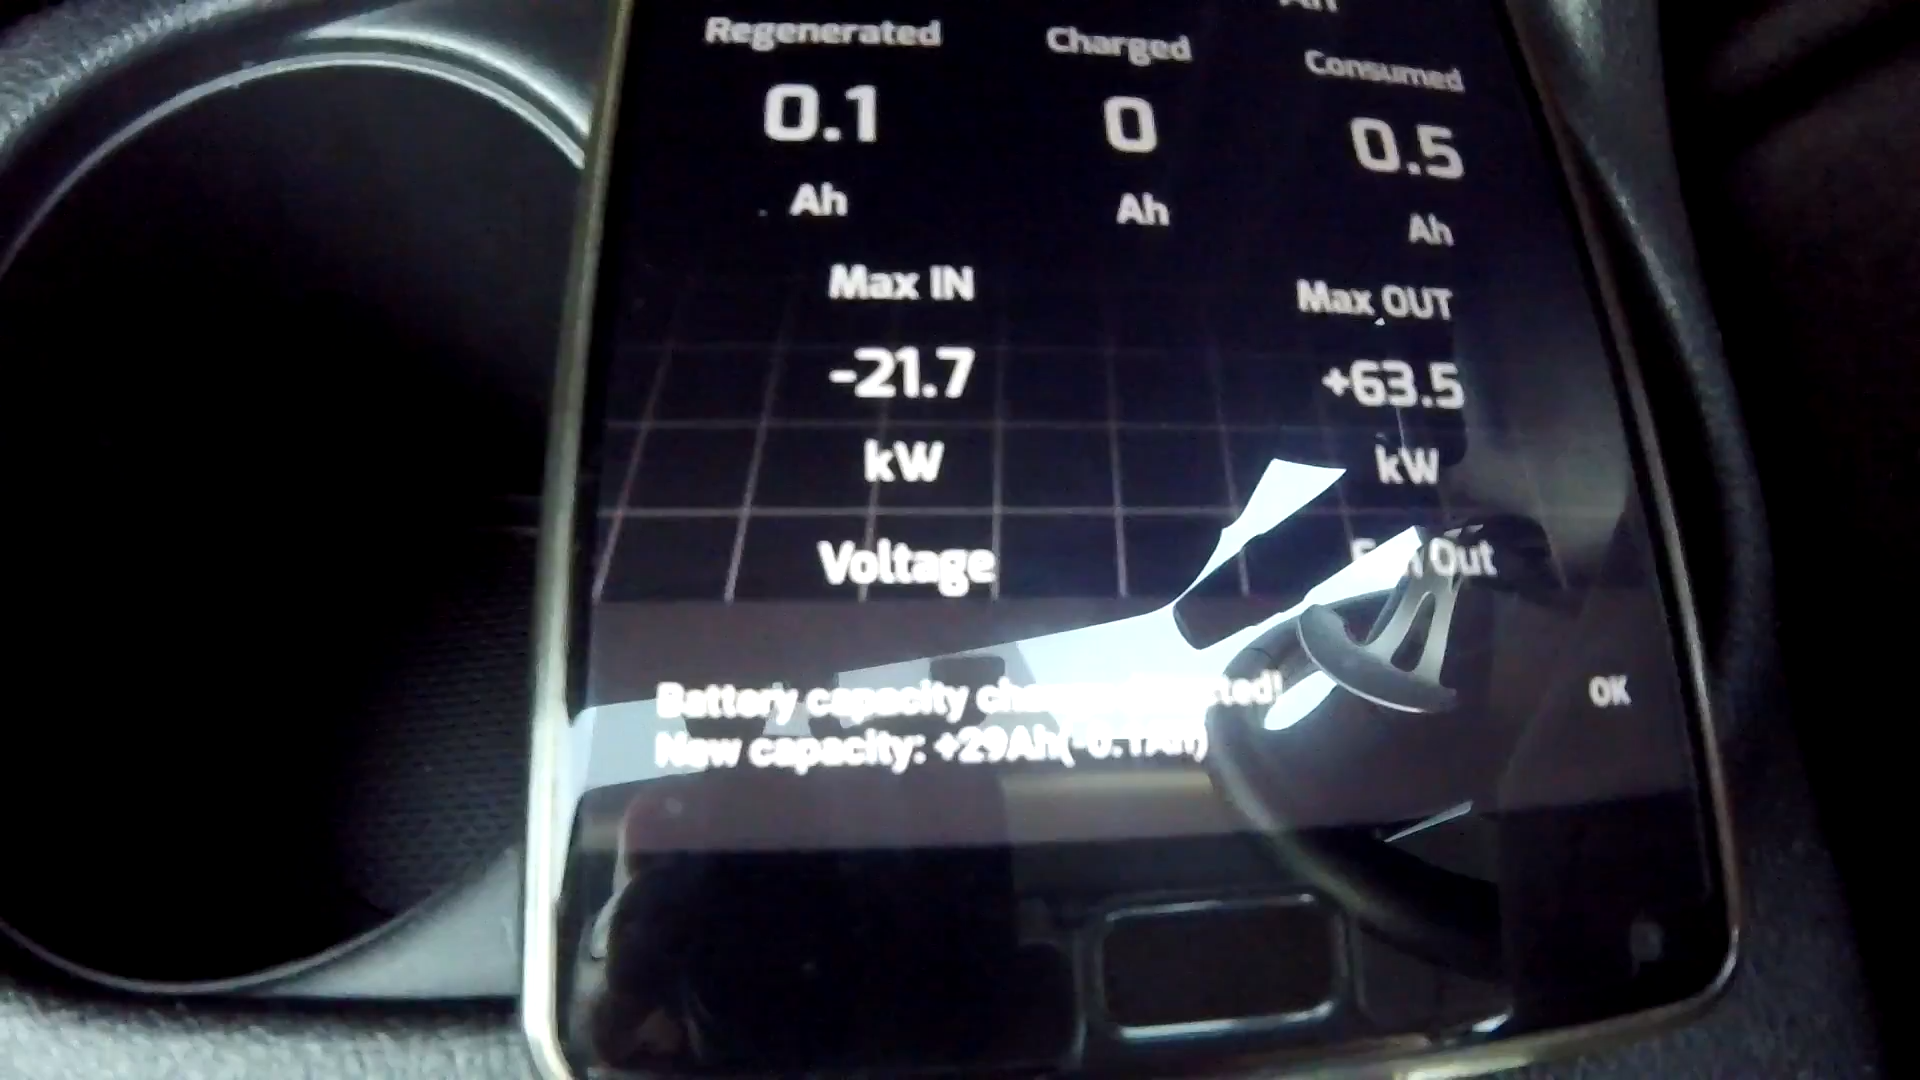 Ah
Regenerated Charged Consumed
0.1 0 0.5
Ah Ah Ah
Max IN Max OUT
-21.7 +63.5
kW kW
Voltage Out
Battery capacity
OK
New capacity: +29Ah